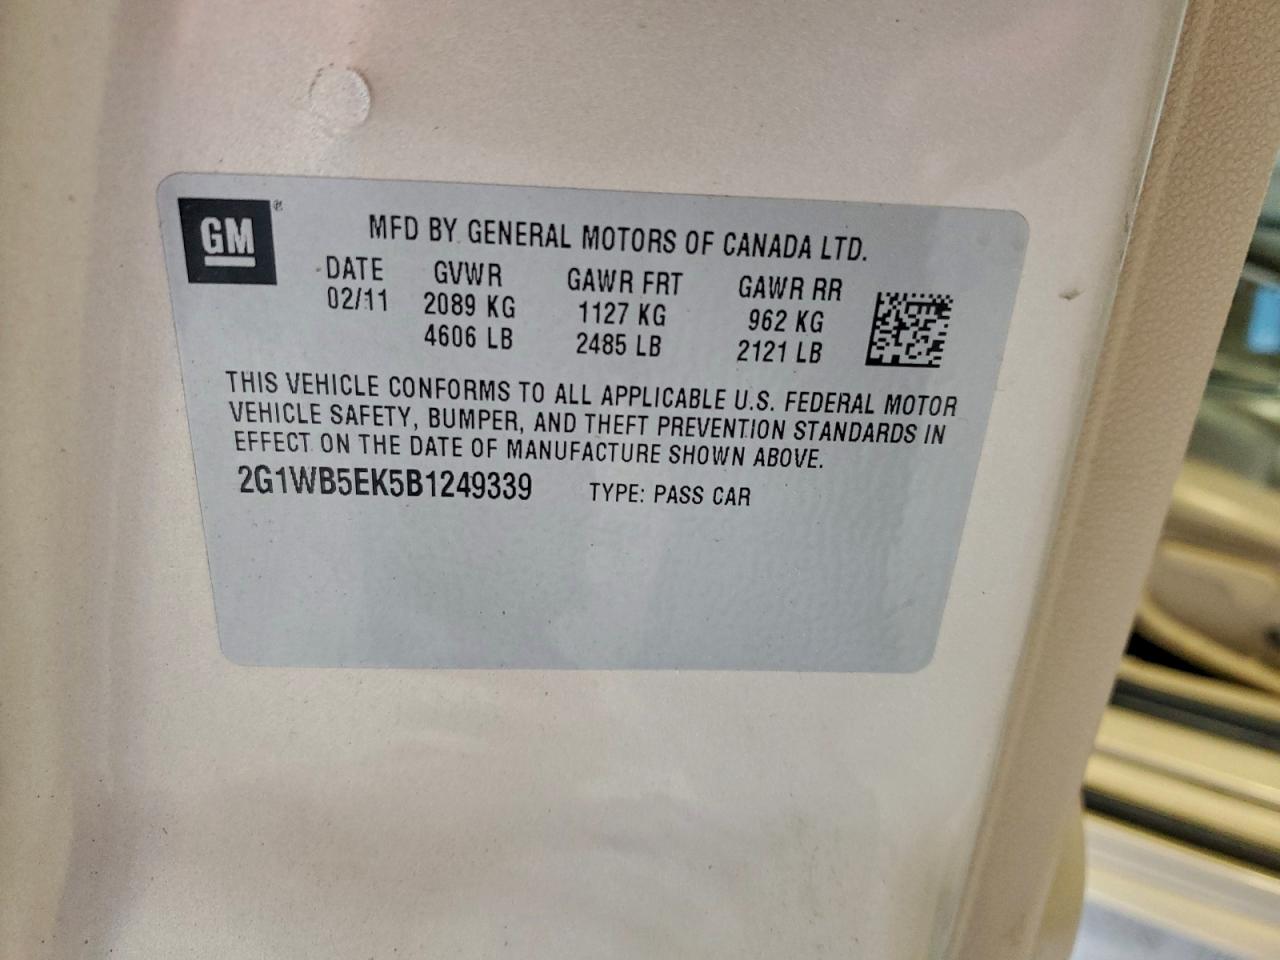 GM®
MFD BY GENERAL MOTORS OF CANADA LTD.
DATE GVWR GAWR FRT GAWR RR
02/11 2089 KG 1127 KG 962 KG
4606 LB 2485 LB 2121 LB
THIS VEHICLE CONFORMS TO ALL APPLICABLE U.S. FEDERAL MOTOR
VEHICLE SAFETY, BUMPER, AND THEFT PREVENTION STANDARDS IN
EFFECT ON THE DATE OF MANUFACTURE SHOWN ABOVE.
2G1WB5EK5B1249339 TYPE: PASS CAR